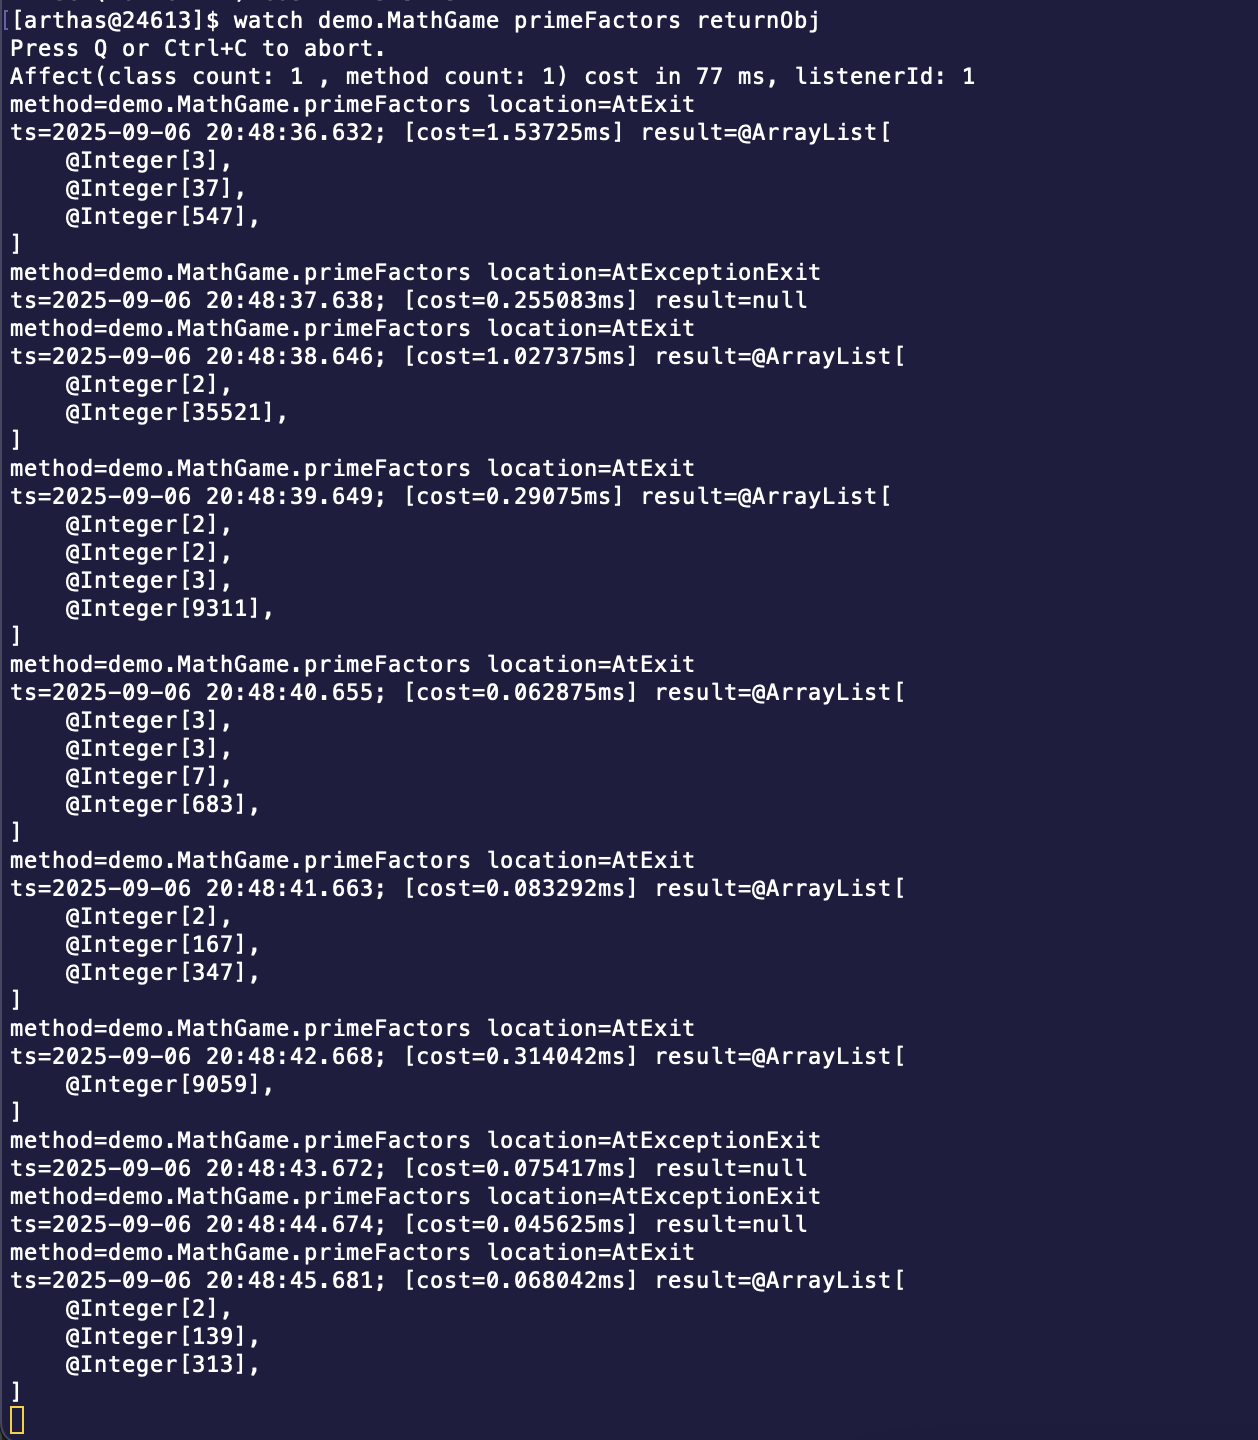 [[arthas@24613]$ watch demo.MathGame primeFactors returnObj
Press Q or Ctrl+C to abort.
Affect(class count: 1 , method count: 1) cost in 77 ms, listenerId: 1
method=demo.MathGame.primeFactors location=AtExit
ts=2025-09-06 20:48:36.632; [cost=1.53725ms] result=@ArrayList[
    @Integer[3],
    @Integer[37],
    @Integer[547],
]
method=demo.MathGame.primeFactors location=AtExceptionExit
ts=2025-09-06 20:48:37.638; [cost=0.255083ms] result=null
method=demo.MathGame.primeFactors location=AtExit
ts=2025-09-06 20:48:38.646; [cost=1.027375ms] result=@ArrayList[
    @Integer[2],
    @Integer[35521],
]
method=demo.MathGame.primeFactors location=AtExit
ts=2025-09-06 20:48:39.649; [cost=0.29075ms] result=@ArrayList[
    @Integer[2],
    @Integer[2],
    @Integer[3],
    @Integer[9311],
]
method=demo.MathGame.primeFactors location=AtExit
ts=2025-09-06 20:48:40.655; [cost=0.062875ms] result=@ArrayList[
    @Integer[3],
    @Integer[3],
    @Integer[7],
    @Integer[683],
]
method=demo.MathGame.primeFactors location=AtExit
ts=2025-09-06 20:48:41.663; [cost=0.083292ms] result=@ArrayList[
    @Integer[2],
    @Integer[167],
    @Integer[347],
]
method=demo.MathGame.primeFactors location=AtExit
ts=2025-09-06 20:48:42.668; [cost=0.314042ms] result=@ArrayList[
    @Integer[9059],
]
method=demo.MathGame.primeFactors location=AtExceptionExit
ts=2025-09-06 20:48:43.672; [cost=0.075417ms] result=null
method=demo.MathGame.primeFactors location=AtExceptionExit
ts=2025-09-06 20:48:44.674; [cost=0.045625ms] result=null
method=demo.MathGame.primeFactors location=AtExit
ts=2025-09-06 20:48:45.681; [cost=0.068042ms] result=@ArrayList[
    @Integer[2],
    @Integer[139],
    @Integer[313],
]